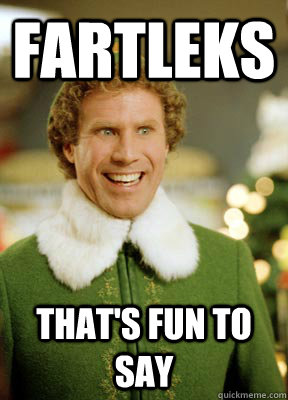 FARTLEKS
THAT'S FUN TO
SAY
quickmeme.com